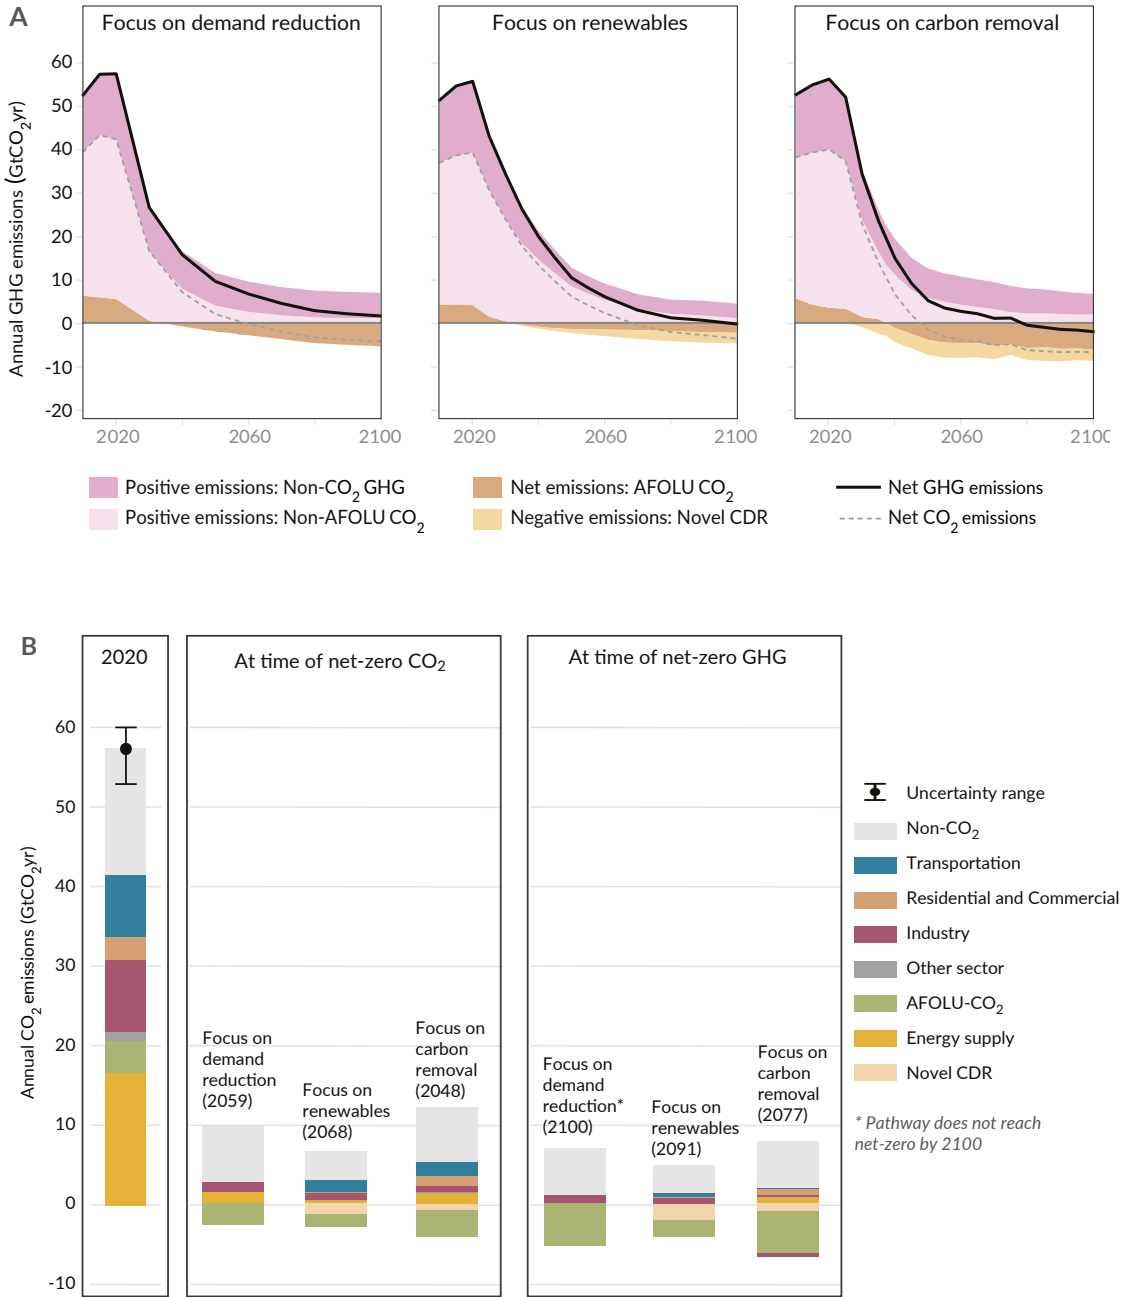 A
Focus on demand reduction
Focus on renewables
Focus on carbon removal
Annual GHG emissions (GtCO2yr)
60
50
40
30
20
10
0
-10
-20
2020
2060
2100
2020
2060
2100
2020
2060
2100
Positive emissions: Non-CO2 GHG
Positive emissions: Non-AFOLU CO2
Net emissions: AFOLU CO2
Negative emissions: Novel CDR
Net GHG emissions
Net CO2 emissions
B
2020
At time of net-zero CO2
At time of net-zero GHG
Annual CO2 emissions (GtCO2yr)
60
50
40
30
20
10
0
-10
Focus on
demand
reduction
(2059)
Focus on
renewables
(2068)
Focus on
carbon
removal
(2048)
Focus on
demand
reduction*
(2100)
Focus on
renewables
(2091)
Focus on
carbon
removal
(2077)
Uncertainty range
Non-CO2
Transportation
Residential and Commercial
Industry
Other sector
AFOLU-CO2
Energy supply
Novel CDR
* Pathway does not reach
net-zero by 2100